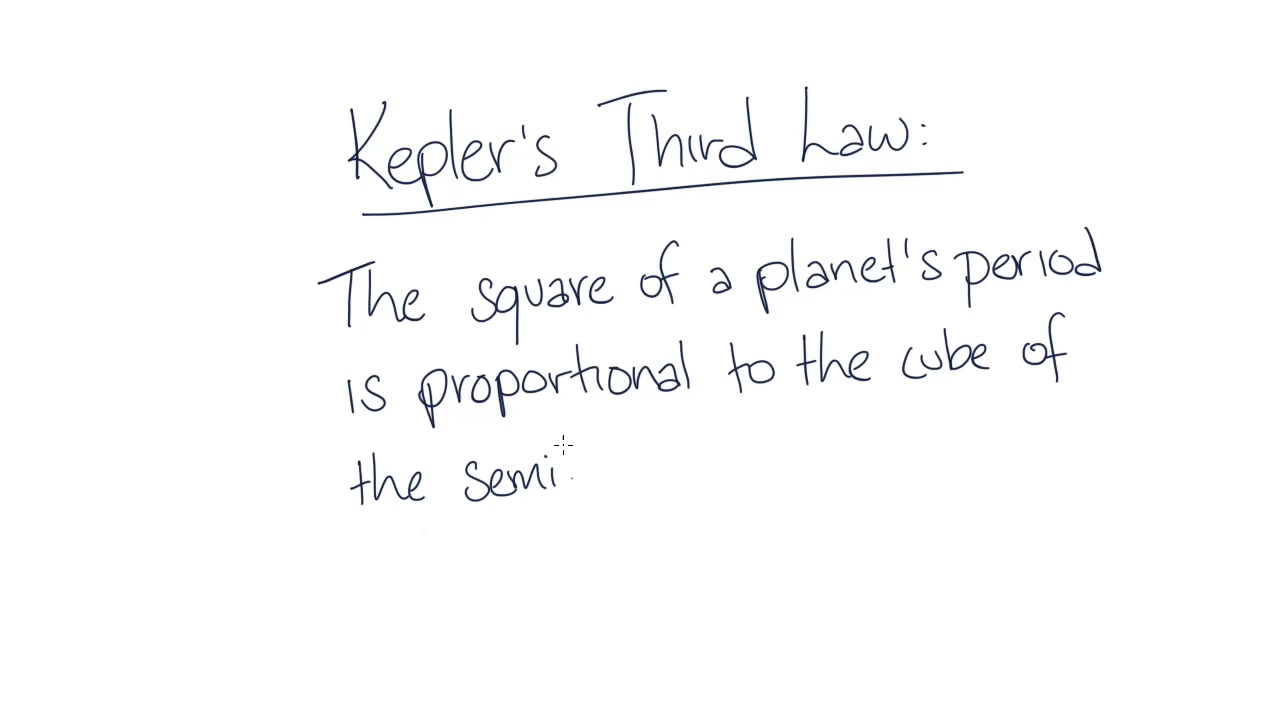 Kepler's Third Law:
The square of a planet's period
is proportional to the cube of
the semi